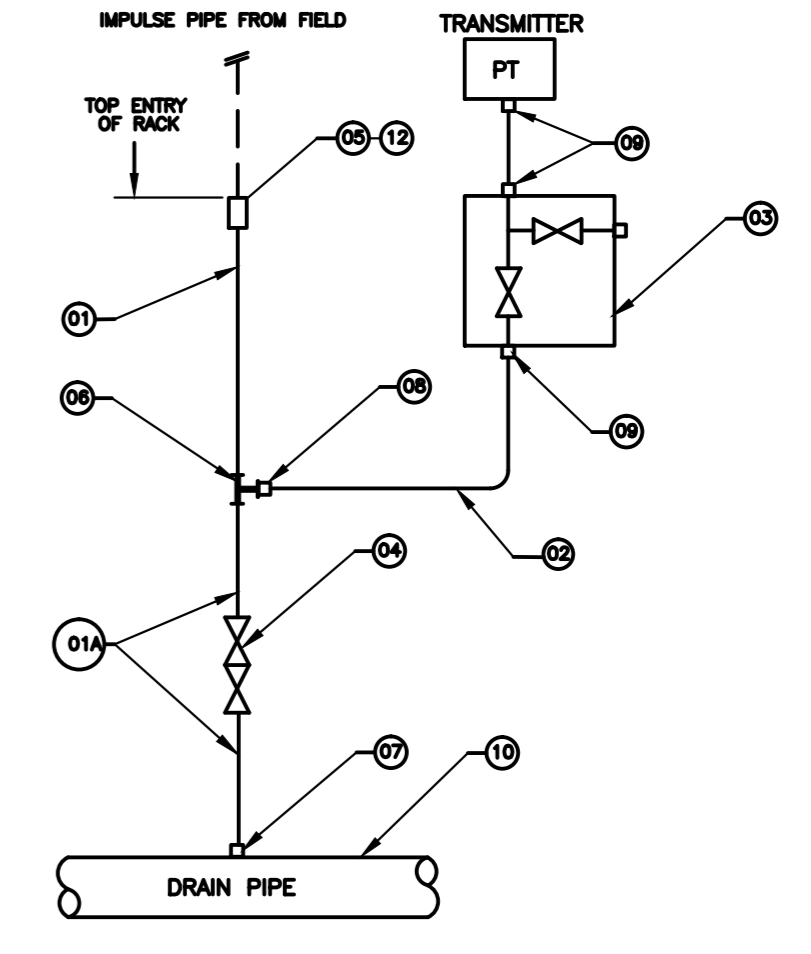 IMPULSE PIPE FROM FIELD
TRANSMITTER
PT
TOP ENTRY
OF RACK
05 12
09
03
01
06
08
09
02
04
01A
07
10
DRAIN PIPE